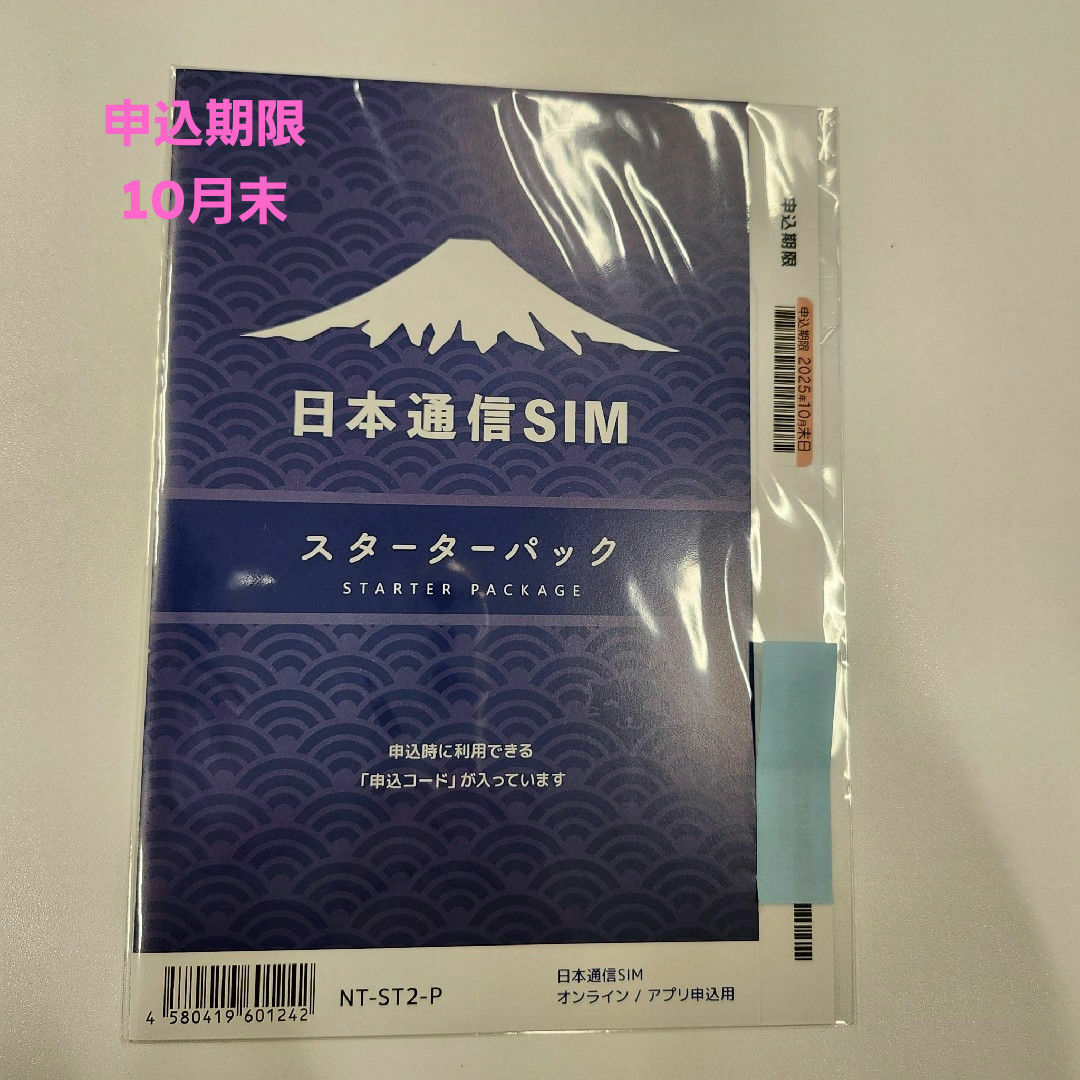 申込期限
10月末
日本通信SIM
スターターパック
STARTER PACKAGE
申込時に利用できる
「申込コード」が入っています
4 580419 601242
NT-ST2-P
日本通信SIM
オンライン / アプリ申込用
申込期限
申込期限 2025年10月末日